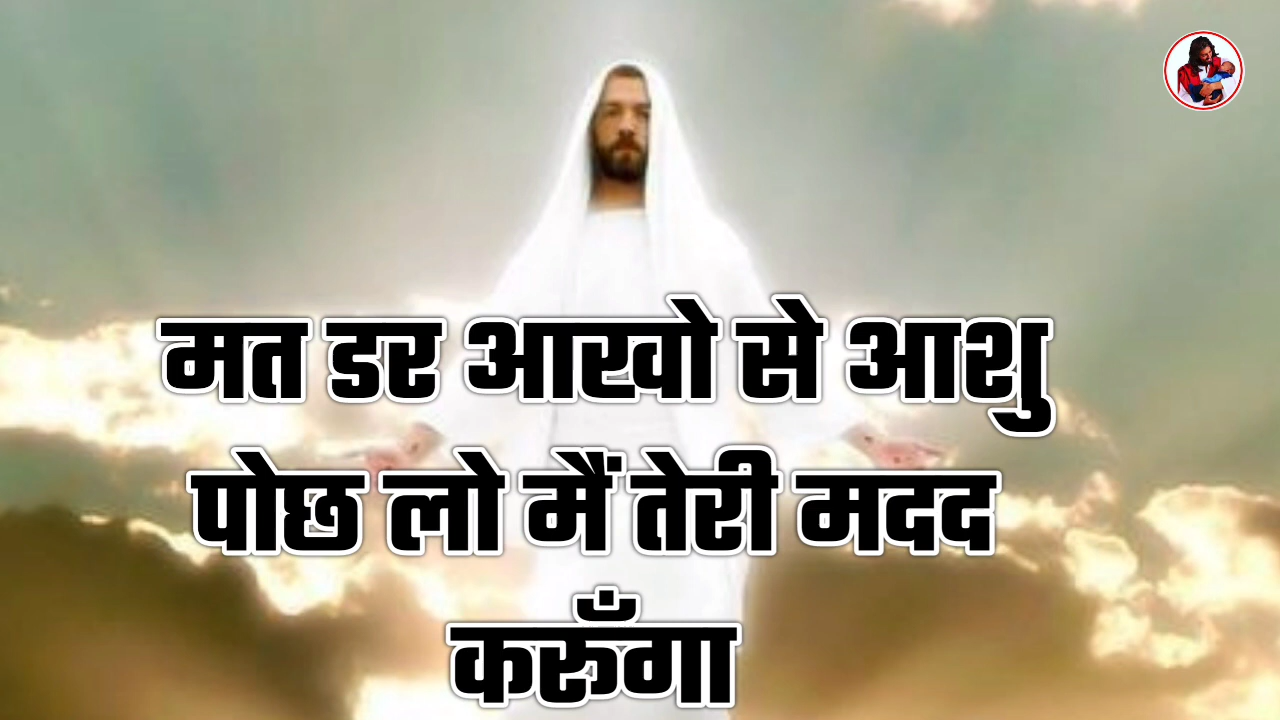 मत डर आखो से आशु
पोछ लो मैं तेरी मदद
करुँगा